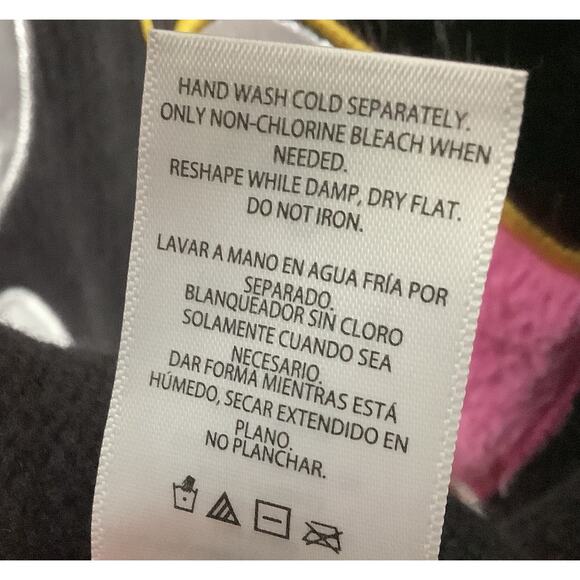 HAND WASH COLD SEPARATELY.
ONLY NON-CHLORINE BLEACH WHEN
NEEDED.
RESHAPE WHILE DAMP, DRY FLAT.
DO NOT IRON.
LAVAR A MANO EN AGUA FRÍA POR
SEPARADO.
BLANQUEADOR SIN CLORO
SOLAMENTE CUANDO SEA
NECESARIO.
DAR FORMA MIENTRAS ESTÁ
HÚMEDO, SECAR EXTENDIDO EN
PLANO.
NO PLANCHAR.